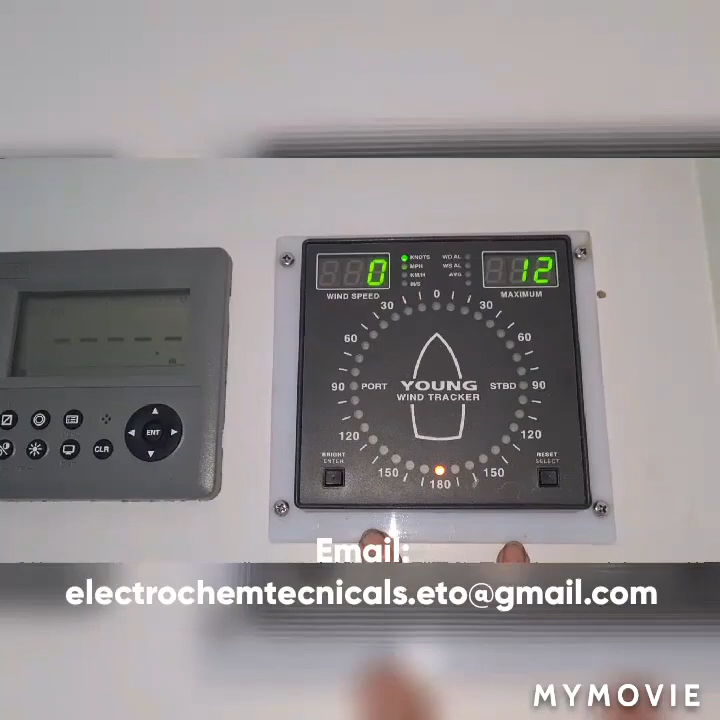 0
KNOTS
MPH
KM/H
M/S
WD AL
WS AL
AVG
12
WIND SPEED
MAXIMUM
0
30
30
60
60
90
PORT
YOUNG
STBD
90
WIND TRACKER
120
120
BRIGHT
ENTER
RESET
SELECT
150
150
180
ENT
CLR
Email:
electrochemtecnicals.eto@gmail.com
MYMOVIE